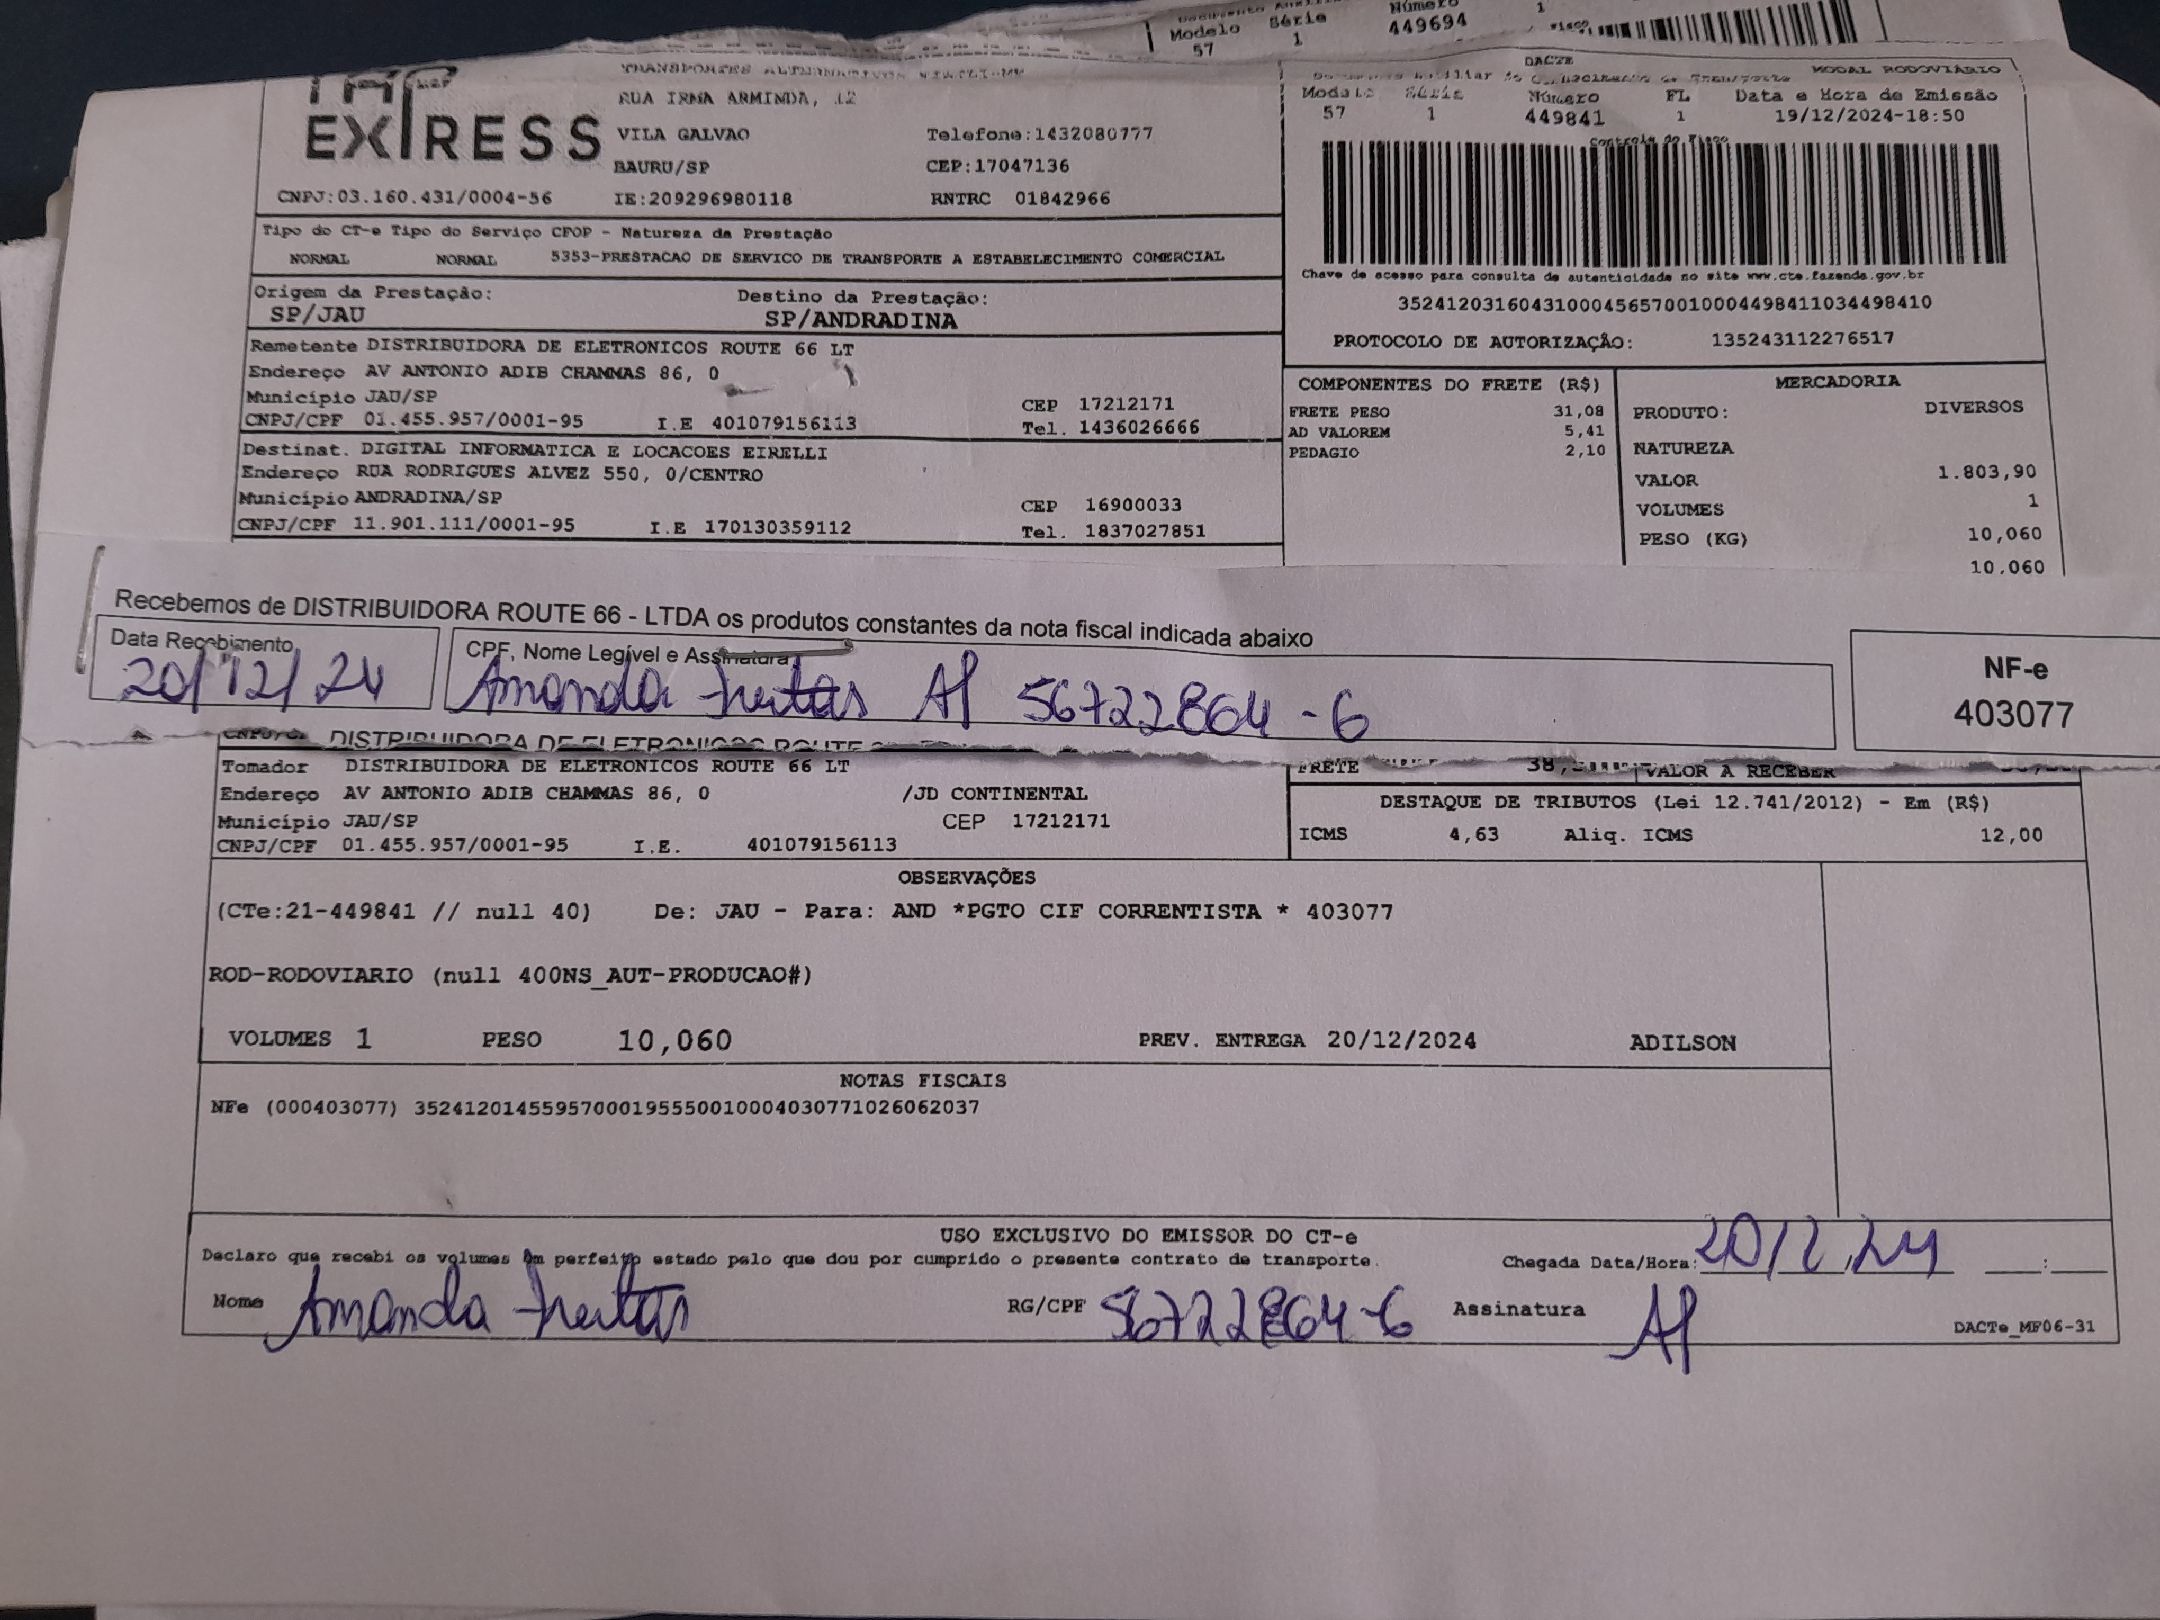 Modelo Série Número 1
57 1 449694
EXPRESS
RUA IRMA ARMINDA, 12
VILA GALVAO Telefone:1432080777
BAURU/SP CEP:17047136
CNPJ:03.160.431/0004-56 IE:209296980118 RNTRC 01842966
DACTE
MODAL RODOVIÁRIO
Modelo Série Número FL Data e Hora de Emissão
57 1 449841 1 19/12/2024-18:50
Controle do Fisco
Chave de acesso para consulta de autenticidade no site www.cte.fazenda.gov.br
35241203160431000456570010004498411034498410
PROTOCOLO DE AUTORIZAÇÃO: 135243112276517
Tipo do CT-e Tipo do Serviço CFOP - Natureza da Prestação
NORMAL NORMAL 5353-PRESTACAO DE SERVICO DE TRANSPORTE A ESTABELECIMENTO COMERCIAL
Origem da Prestação: Destino da Prestação:
SP/JAU SP/ANDRADINA
Remetente DISTRIBUIDORA DE ELETRONICOS ROUTE 66 LT
Endereço AV ANTONIO ADIB CHAMMAS 86, 0
Município JAU/SP CEP 17212171
CNPJ/CPF 01.455.957/0001-95 I.E 401079156113 Tel. 1436026666
Destinat. DIGITAL INFORMATICA E LOCACOES EIRELLI
Endereço RUA RODRIGUES ALVEZ 550, 0/CENTRO
Município ANDRADINA/SP CEP 16900033
CNPJ/CPF 11.901.111/0001-95 I.E 170130359112 Tel. 1837027851
COMPONENTES DO FRETE (R$)
FRETE PESO 31,08
AD VALOREM 5,41
PEDAGIO 2,10
MERCADORIA
PRODUTO: DIVERSOS
NATUREZA
VALOR 1.803,90
VOLUMES 1
PESO (KG) 10,060
10,060
Recebemos de DISTRIBUIDORA ROUTE 66 - LTDA os produtos constantes da nota fiscal indicada abaixo
Data Recebimento CPF, Nome Legível e Assinatura
20/12/24 Amanda Freitas Af 56722864-6
NF-e
403077
DISTRIBUIDORA DE ELETRONICOS ROUTE
Tomador DISTRIBUIDORA DE ELETRONICOS ROUTE 66 LT
Endereço AV ANTONIO ADIB CHAMMAS 86, 0 /JD CONTINENTAL
Município JAU/SP CEP 17212171
CNPJ/CPF 01.455.957/0001-95 I.E. 401079156113
FRETE VALOR A RECEBER
DESTAQUE DE TRIBUTOS (Lei 12.741/2012) - Em (R$)
ICMS 4,63 Aliq. ICMS 12,00
OBSERVAÇÕES
(CTe:21-449841 // null 40) De: JAU - Para: AND *PGTO CIF CORRENTISTA * 403077
ROD-RODOVIARIO (null 400NS_AUT-PRODUCAO#)
VOLUMES 1 PESO 10,060 PREV. ENTREGA 20/12/2024 ADILSON
NOTAS FISCAIS
NFe (000403077) 35241201455957000195550010004030771026062037
USO EXCLUSIVO DO EMISSOR DO CT-e
Declaro que recebi os volumes em perfeito estado pelo que dou por cumprido o presente contrato de transporte. Chegada Data/Hora: 20/12/24 :
Nome Amanda Freitas RG/CPF 56722864-6 Assinatura Af
DACTe_MF06-31